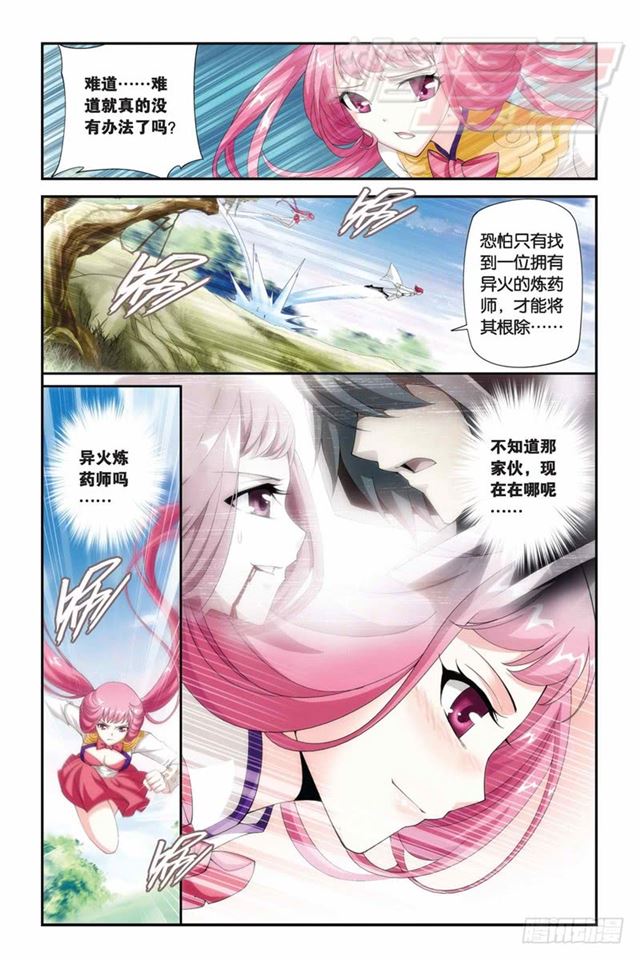 难道……难
道就真的没
有办法了吗？
恐怕只有找
到一位拥有
异火的炼药
师，才能将
其根除……
异火炼
药师吗
……
不知道那
家伙，现
在在哪呢
……
腾讯动漫